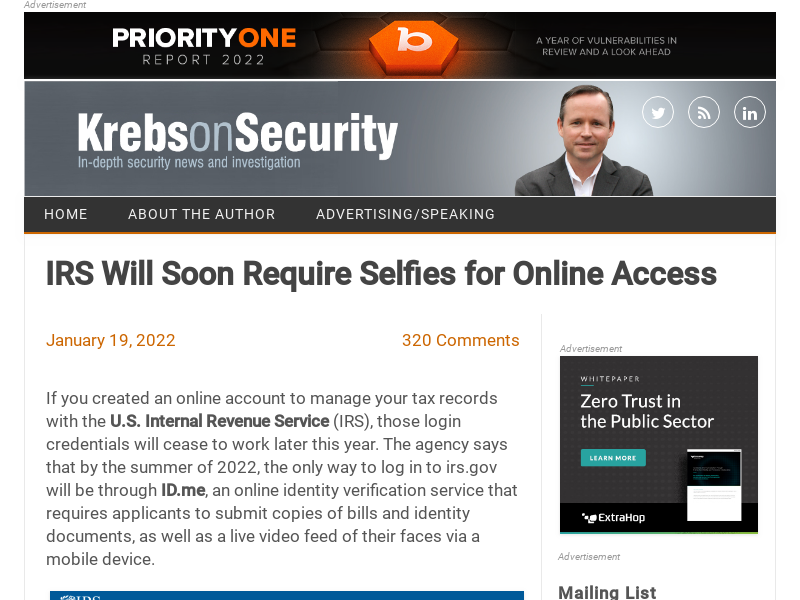 Advertisement
PRIORITYONE
REPORT 2022
A YEAR OF VULNERABILITIES IN
REVIEW AND A LOOK AHEAD
KrebsonSecurity
In-depth security news and investigation
HOME
ABOUT THE AUTHOR
ADVERTISING/SPEAKING
IRS Will Soon Require Selfies for Online Access
January 19, 2022
320 Comments
If you created an online account to manage your tax records
with the U.S. Internal Revenue Service (IRS), those login
credentials will cease to work later this year. The agency says
that by the summer of 2022, the only way to log in to irs.gov
will be through ID.me, an online identity verification service that
requires applicants to submit copies of bills and identity
documents, as well as a live video feed of their faces via a
mobile device.
Advertisement
WHITEPAPER
Zero Trust in
the Public Sector
LEARN MORE
ExtraHop
Advertisement
Mailing List